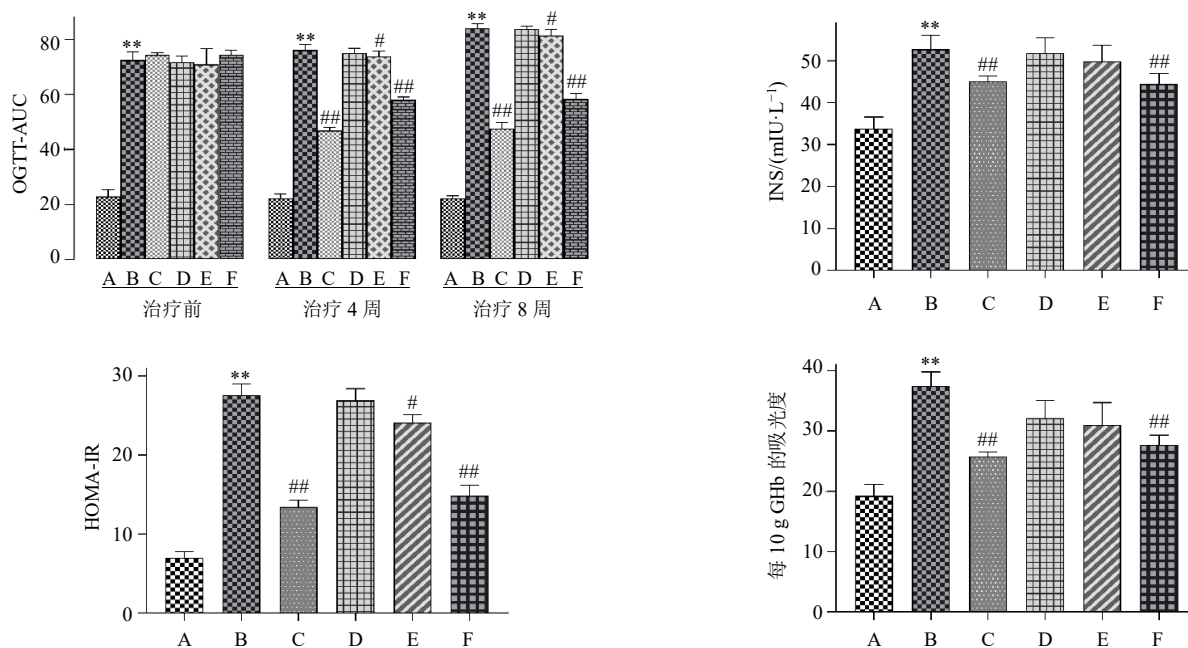 OGTT-AUC
80
60
40
20
0
** ** # ## ## ** ## # ##
A B C D E F A B C D E F A B C D E F
治疗前 治疗 4 周 治疗 8 周
INS/(mIU·L⁻¹)
50
40
30
20
10
0
** ## ##
A B C D E F
HOMA-IR
30
20
10
0
** ## # ##
A B C D E F
每 10 g GHb 的吸光度
40
30
20
10
0
** ## ##
A B C D E F